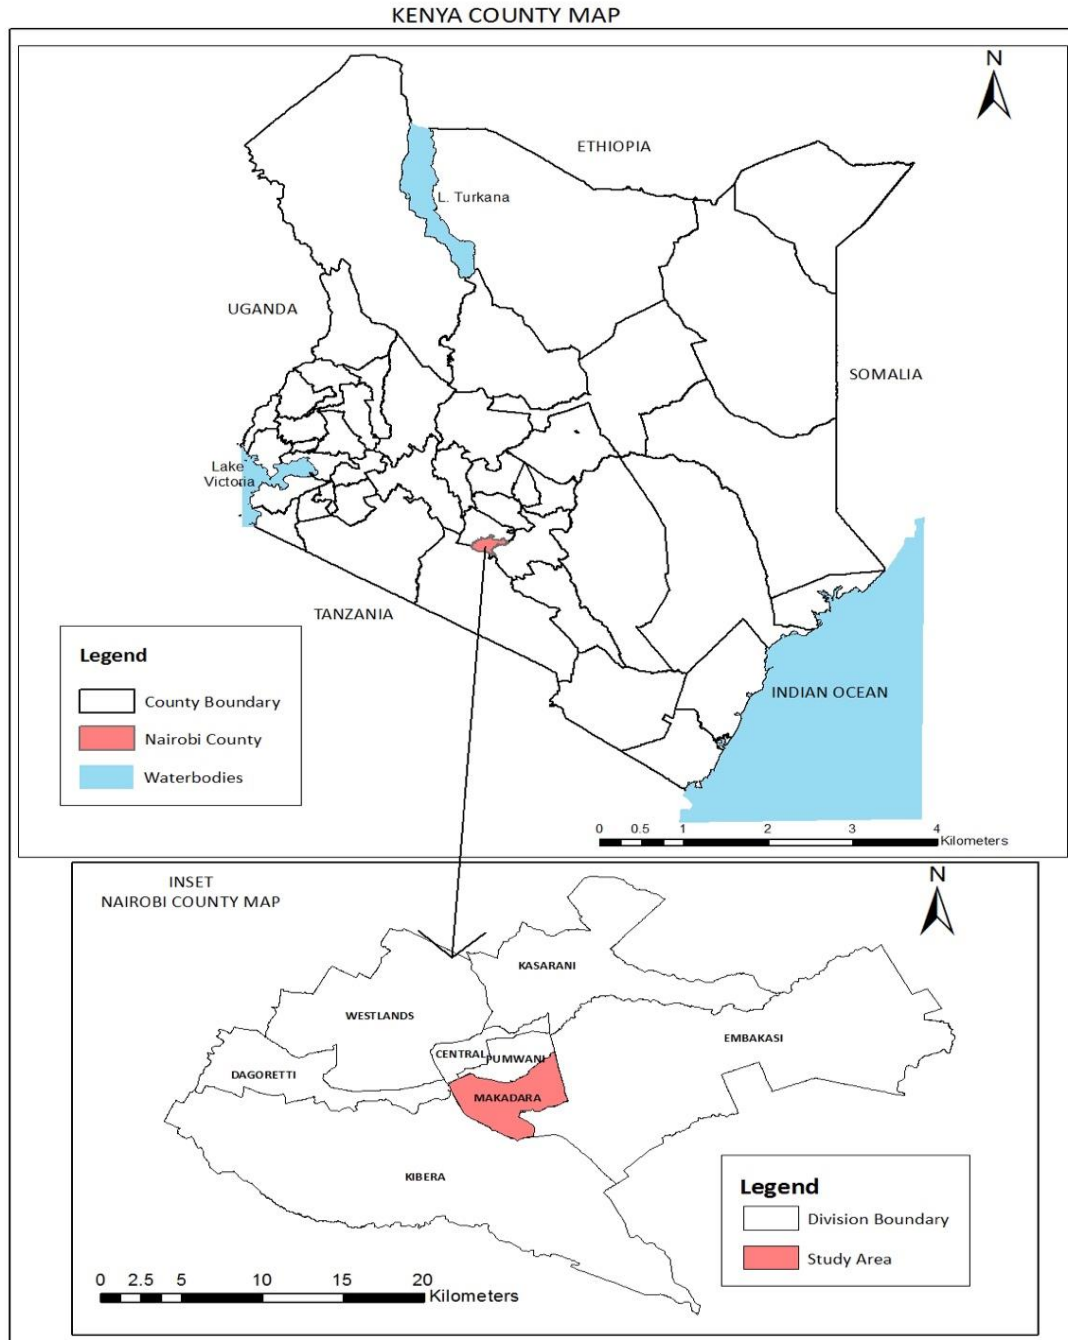 KENYA COUNTY MAP
N
ETHIOPIA
L. Turkana
UGANDA
SOMALIA
Lake
Victoria
TANZANIA
INDIAN OCEAN
Legend
County Boundary
Nairobi County
Waterbodies
0 0.5 1 2 3 4
Kilometers
INSET
NAIROBI COUNTY MAP
N
KASARANI
WESTLANDS
EMBAKASI
CENTRAL
PUMWANI
DAGORETTI
MAKADARA
KIBERA
Legend
Division Boundary
Study Area
0 2.5 5 10 15 20
Kilometers